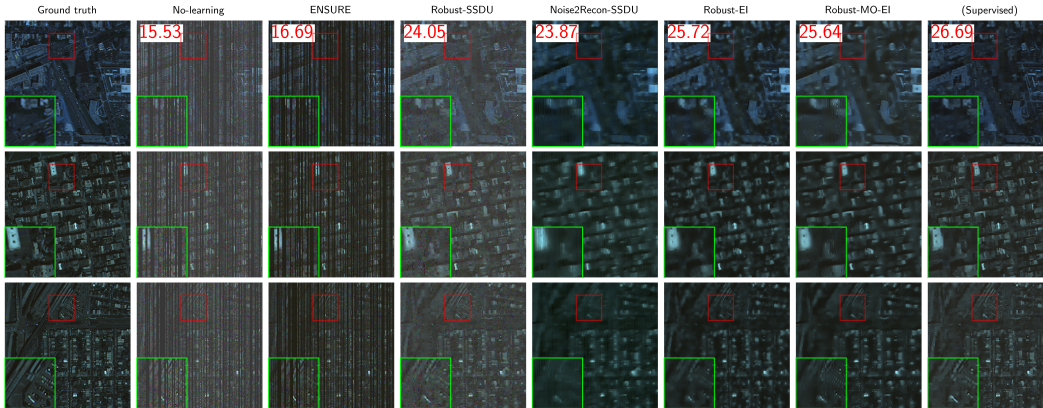 Ground truth No-learning ENSURE Robust-SSDU Noise2Recon-SSDU Robust-EI Robust-MO-EI (Supervised)
15.53 16.69 24.05 23.87 25.72 25.64 26.69